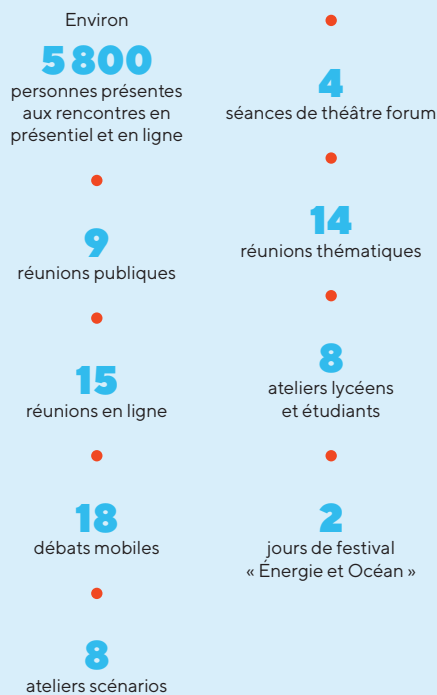 Environ
5 800
personnes présentes
aux rencontres en
présentiel et en ligne
9
réunions publiques
15
réunions en ligne
18
débats mobiles
8
ateliers scénarios
4
séances de théâtre forum
14
réunions thématiques
8
ateliers lycéens
et étudiants
2
jours de festival
« Énergie et Océan »